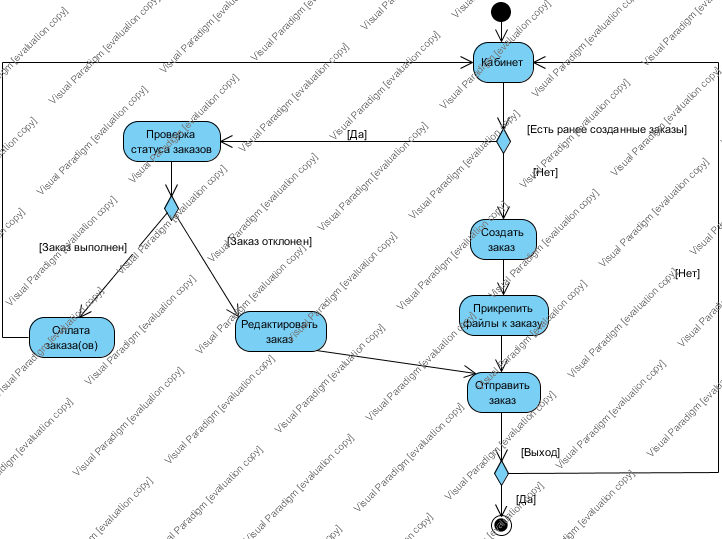 Кабинет
[Есть ранее созданные заказы]
[Да]
Проверка
статуса заказов
[Нет]
[Заказ выполнен]
[Заказ отклонен]
Создать
заказ
[Нет]
Прикрепить
файлы к заказу
Оплата
заказа(ов)
Редактировать
заказ
Отправить
заказ
[Выход]
[Да]
Visual Paradigm [evaluation copy]